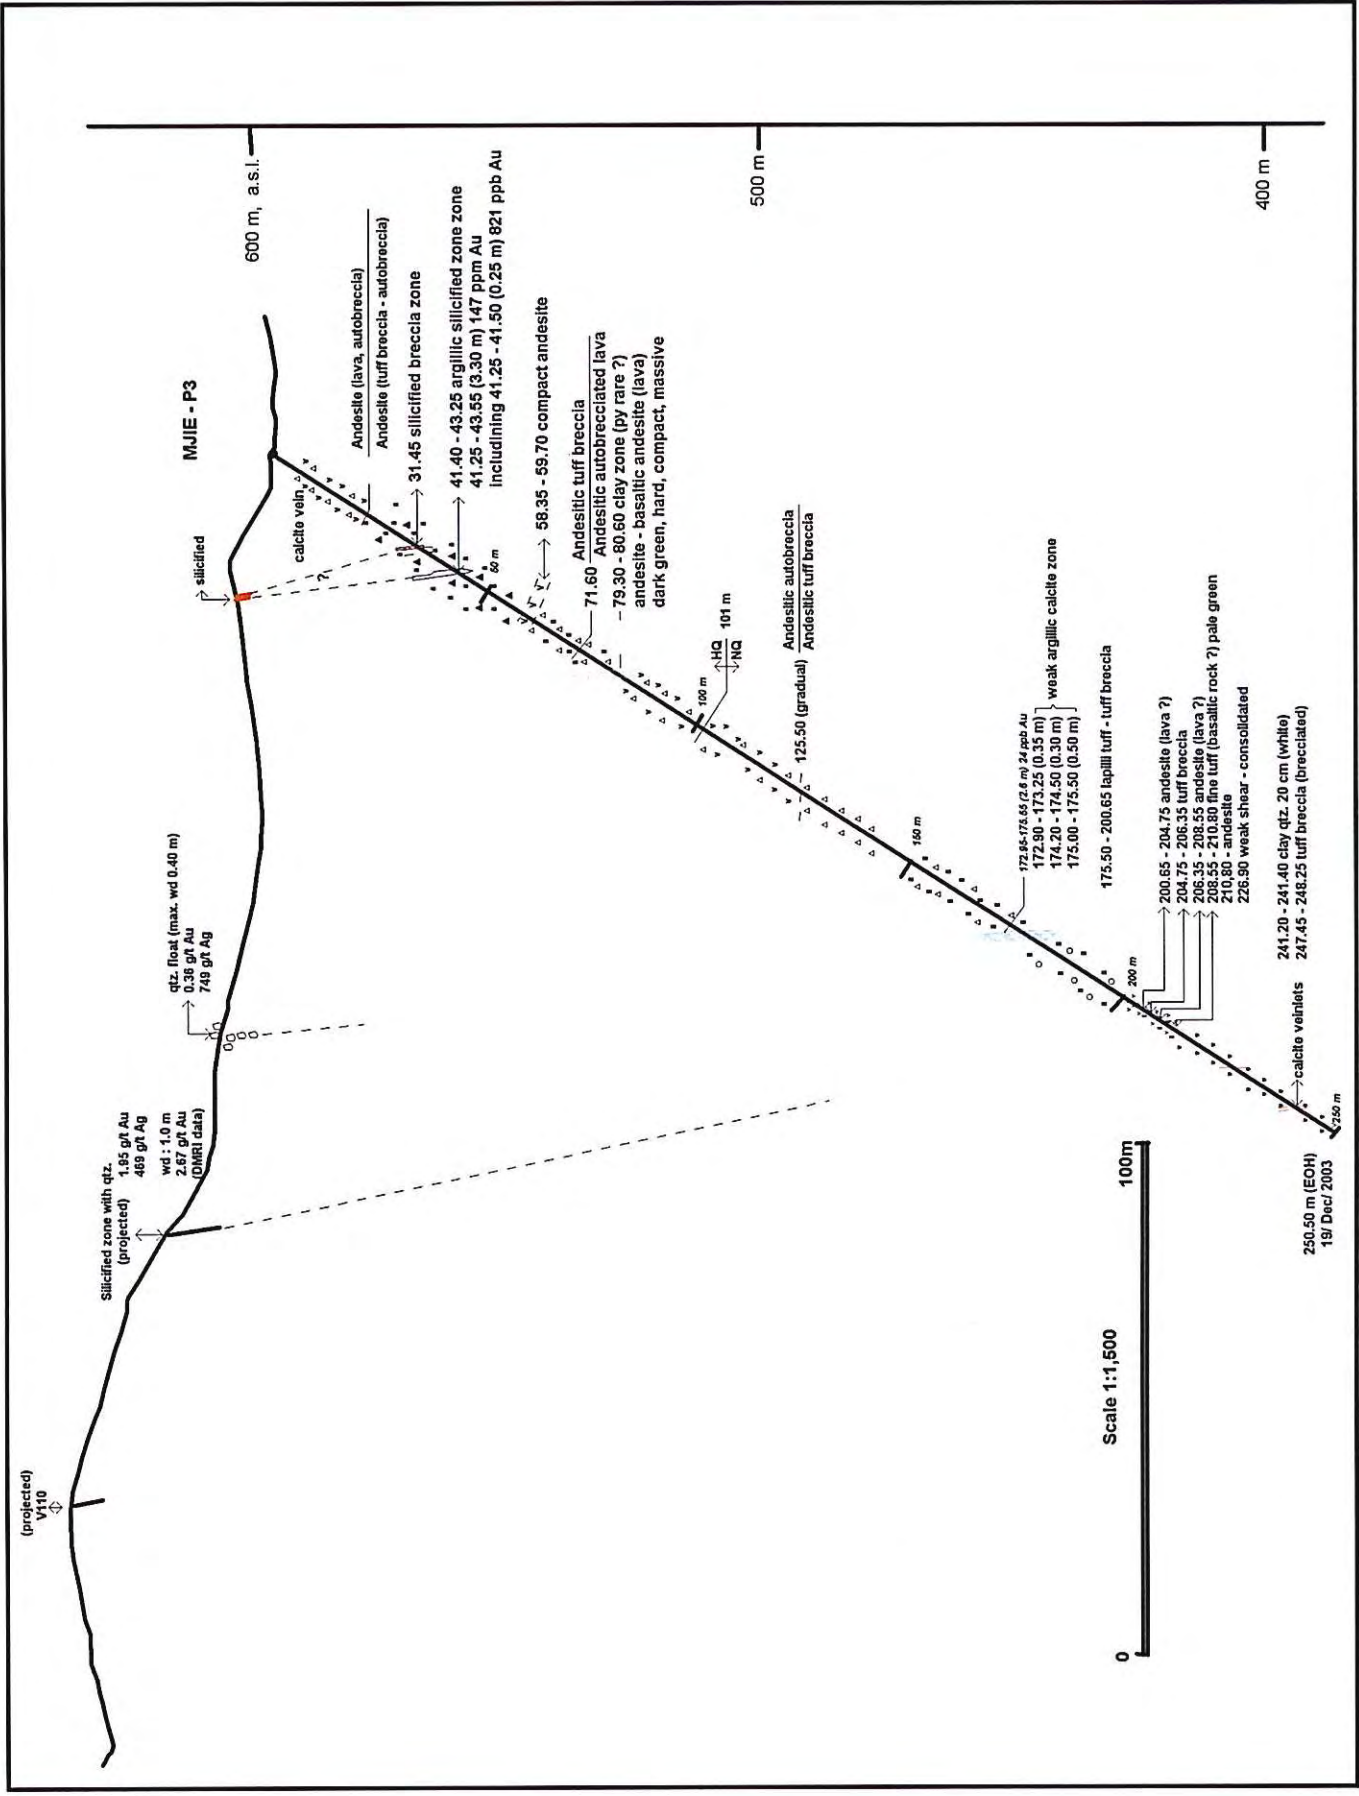 (projected)
V110
Silicified zone with qtz.
(projected)
1.95 g/t Au
469 g/t Ag
wd : 1.0 m
2.67 g/t Au
(DMRI data)
qtz. float (max. wd 0.40 m)
0.36 g/t Au
749 g/t Ag
silicified
MJIE - P3
600 m, a.s.l.
500 m
400 m
calcite vein
?
Andesite (lava, autobreccia)
Andesite (tuff breccia - autobreccia)
31.45 silicified breccia zone
41.40 - 43.25 argillic silicified zone zone
41.25 - 43.55 (3.30 m) 147 ppm Au
includining 41.25 - 41.50 (0.25 m) 821 ppb Au
50 m
58.35 - 59.70 compact andesite
71.60
Andesitic tuff breccia
Andesitic autobrecciated lava
79.30 - 80.60 clay zone (py rare ?)
andesite - basaltic andesite (lava)
dark green, hard, compact, massive
100 m
HQ
NQ
101 m
125.50 (gradual)
Andesitic autobreccia
Andesitic tuff breccia
150 m
172.95-175.55 (2.6 m) 24 ppb Au
172.90 - 173.25 (0.35 m)
174.20 - 174.50 (0.30 m)
175.00 - 175.50 (0.50 m)
weak argillic calcite zone
175.50 - 200.65 lapilli tuff - tuff breccia
200 m
200.65 - 204.75 andesite (lava ?)
204.75 - 206.35 tuff breccia
206.35 - 208.55 andesite (lava ?)
208.55 - 210.80 fine tuff (basaltic rock ?) pale green
210,80 - andesite
226.90 weak shear - consolidated
241.20 - 241.40 clay qtz. 20 cm (white)
247.45 - 248.25 tuff breccia (brecciated)
calcite veinlets
250 m
250.50 m (EOH)
19/ Dec/ 2003
Scale 1:1,500
0
100m